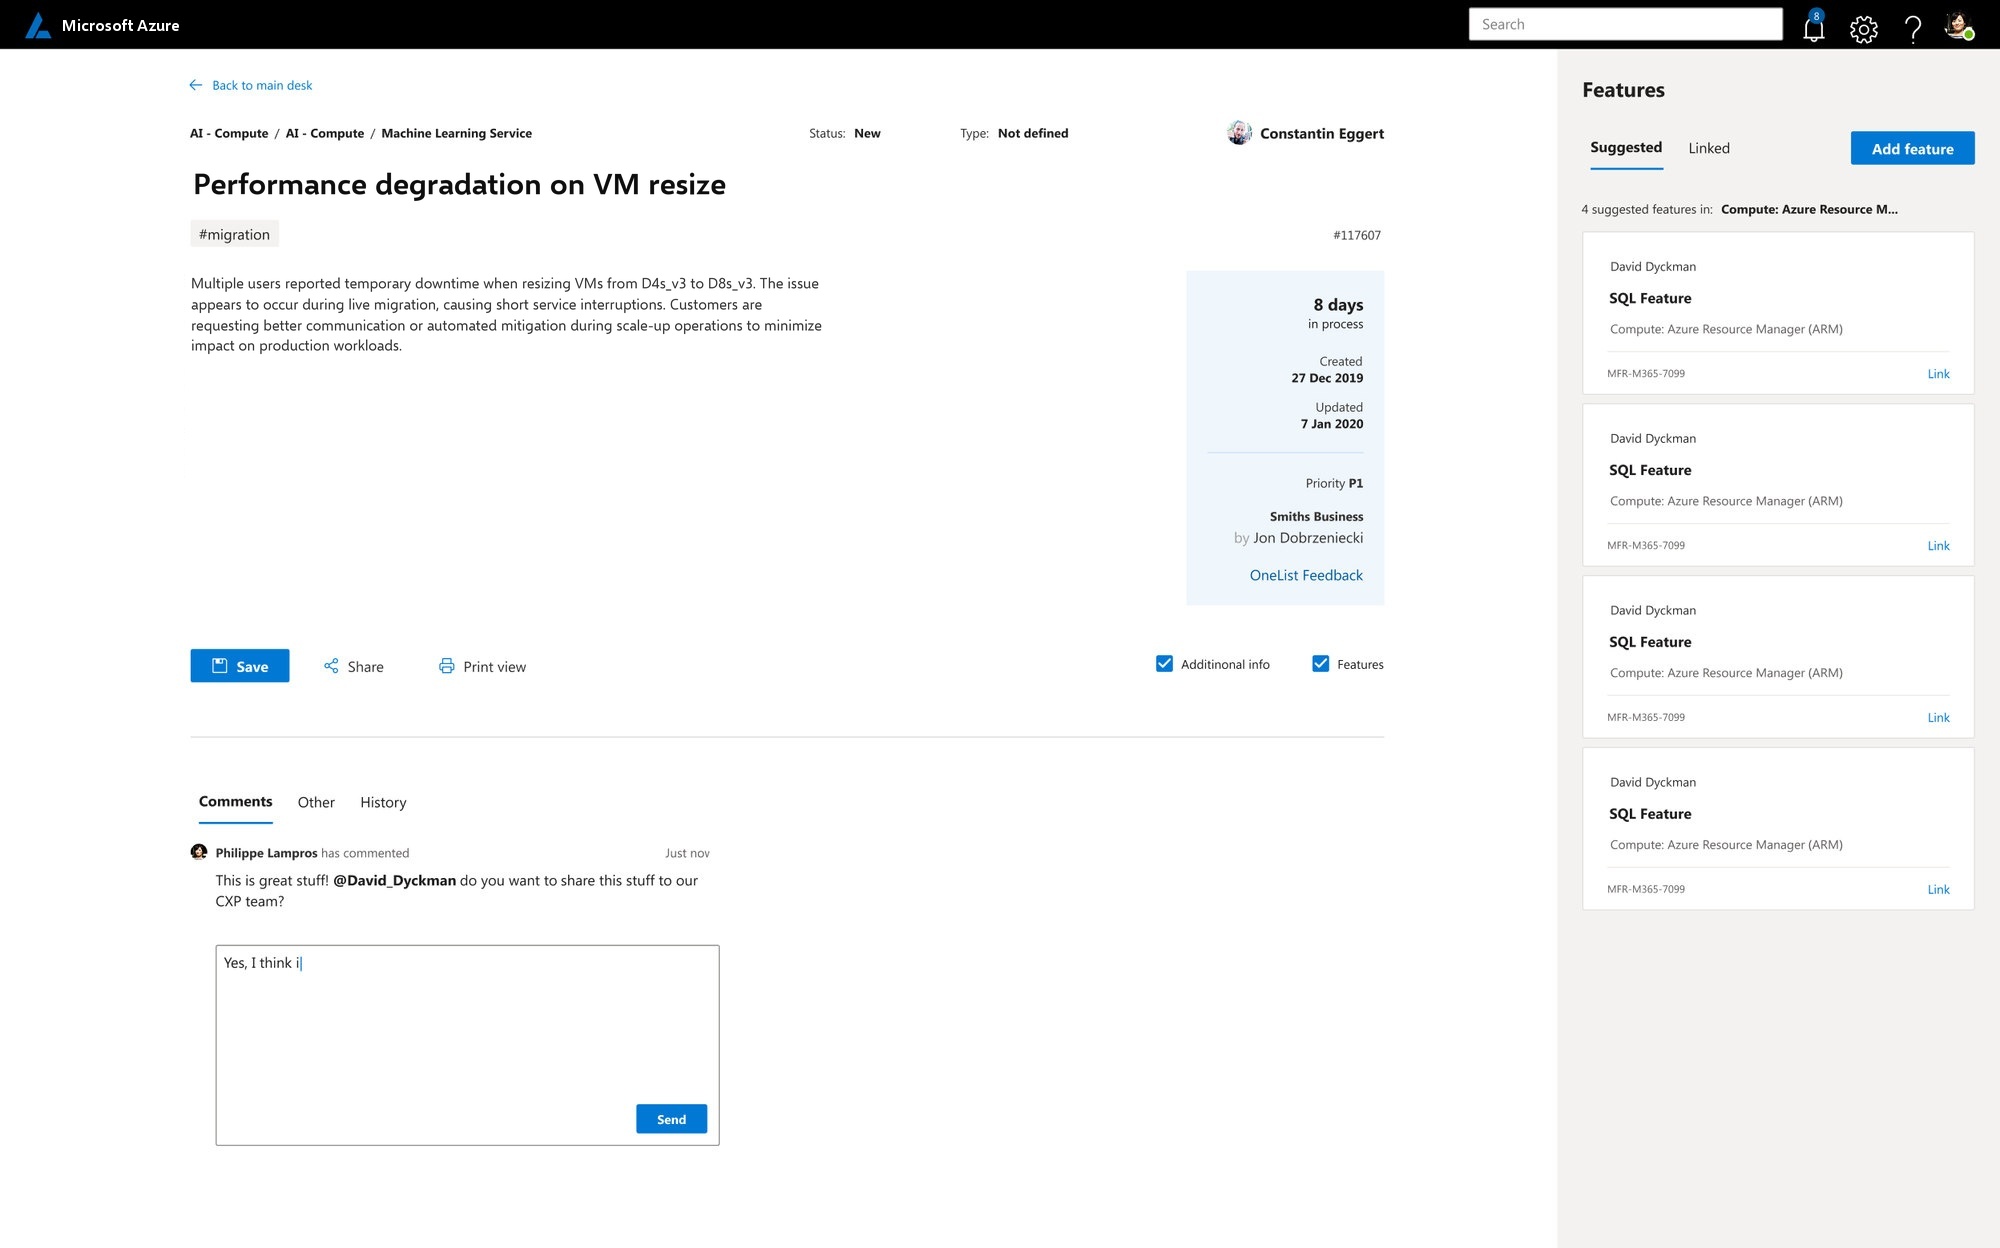 Microsoft Azure
Search
8
Back to main desk
AI - Compute / AI - Compute / Machine Learning Service
Status: New
Type: Not defined
Constantin Eggert
Performance degradation on VM resize
#migration
#117607
Multiple users reported temporary downtime when resizing VMs from D4s_v3 to D8s_v3. The issue
appears to occur during live migration, causing short service interruptions. Customers are
requesting better communication or automated mitigation during scale-up operations to minimize
impact on production workloads.
8 days
in process
Created
27 Dec 2019
Updated
7 Jan 2020
Priority P1
Smiths Business
by Jon Dobrzeniecki
OneList Feedback
Save
Share
Print view
Additinonal info
Features
Comments
Other
History
Philippe Lampros has commented
Just nov
This is great stuff! @David_Dyckman do you want to share this stuff to our
CXP team?
Yes, I think i
Send
Features
Suggested
Linked
Add feature
4 suggested features in: Compute: Azure Resource M...
David Dyckman
SQL Feature
Compute: Azure Resource Manager (ARM)
MFR-M365-7099
Link
David Dyckman
SQL Feature
Compute: Azure Resource Manager (ARM)
MFR-M365-7099
Link
David Dyckman
SQL Feature
Compute: Azure Resource Manager (ARM)
MFR-M365-7099
Link
David Dyckman
SQL Feature
Compute: Azure Resource Manager (ARM)
MFR-M365-7099
Link